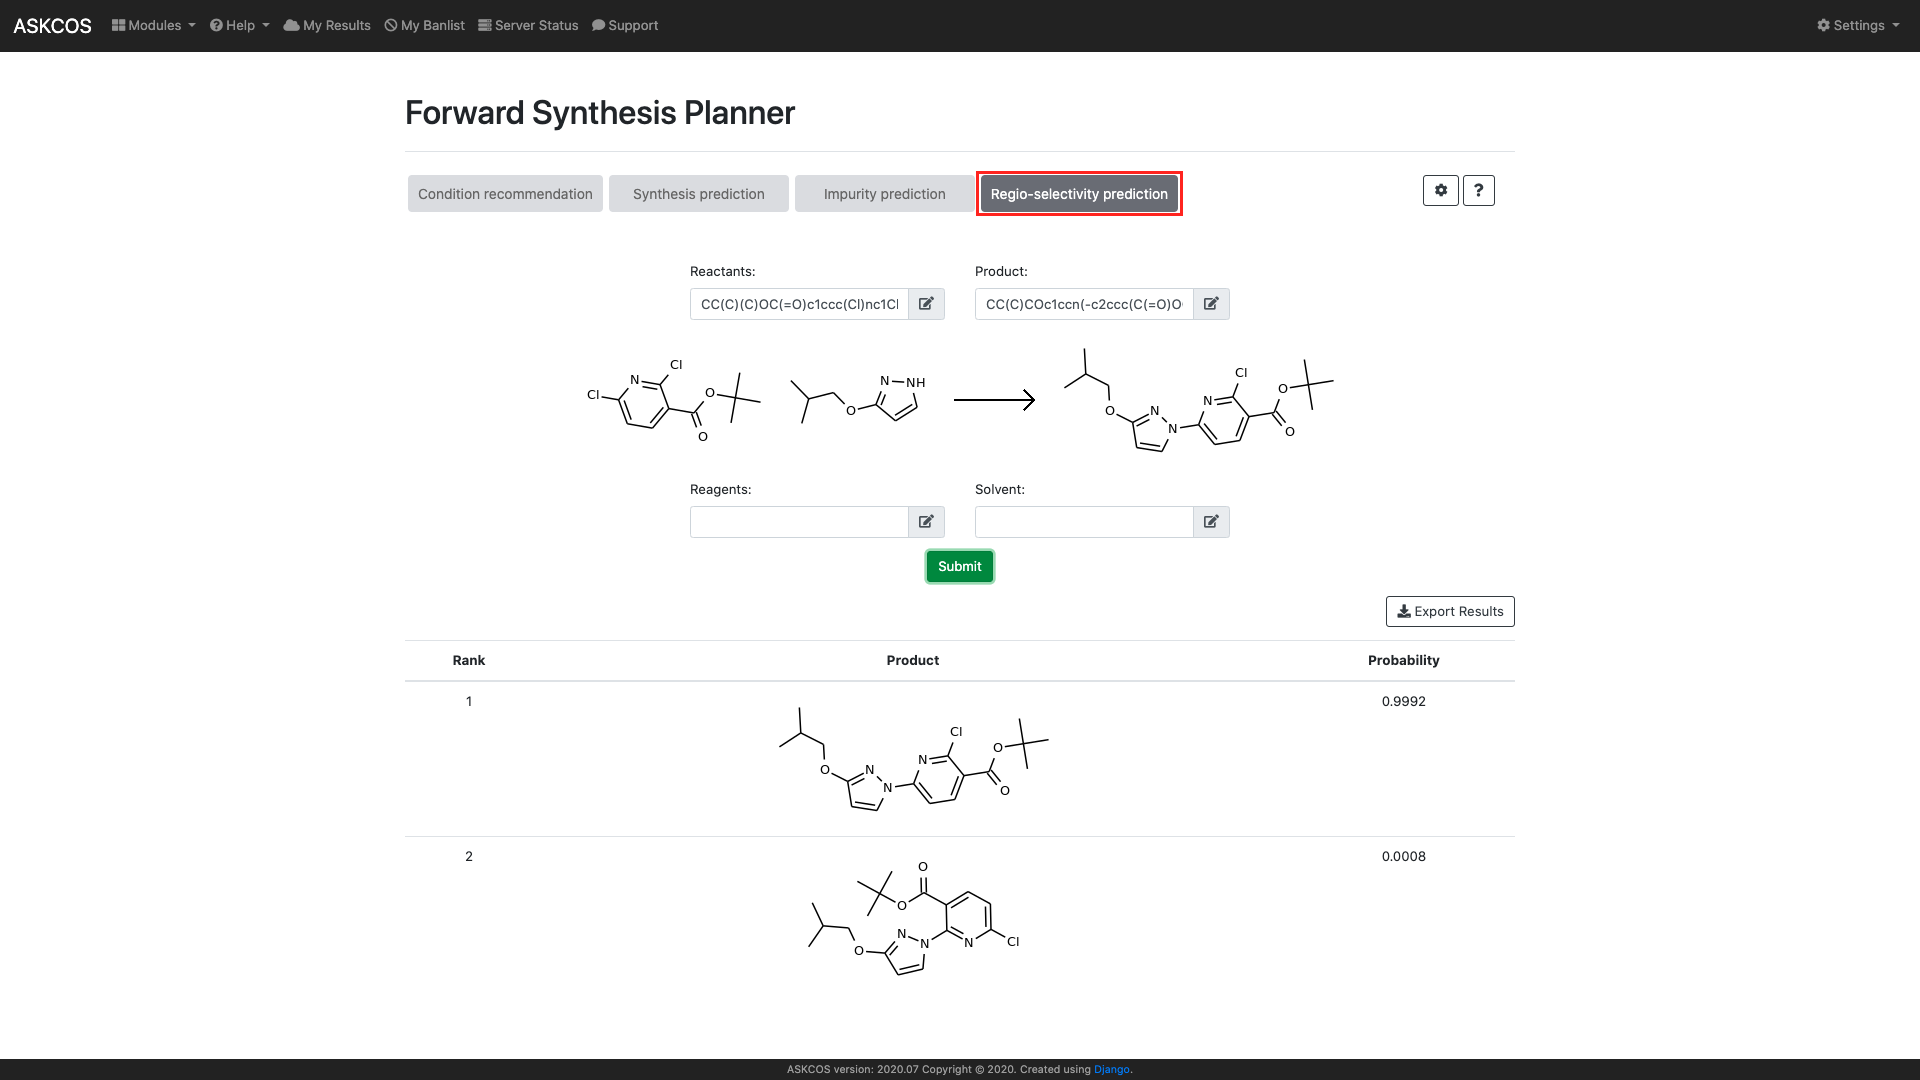 ASKCOS Modules Help My Results My Banlist Server Status Support Settings
Forward Synthesis Planner
Condition recommendation Synthesis prediction Impurity prediction Regio-selectivity prediction ?
Reactants: Product:
CC(C)(C)OC(=O)c1ccc(Cl)nc1Cl CC(C)COc1ccn(-c2ccc(C(=O)O
Cl N Cl O O N NH O Cl N O O O N N
Reagents: Solvent:
Submit
Export Results
Rank Product Probability
1 0.9992
Cl N O O O N N
2 0.0008
O O N N N O Cl
ASKCOS version: 2020.07 Copyright © 2020. Created using Django.